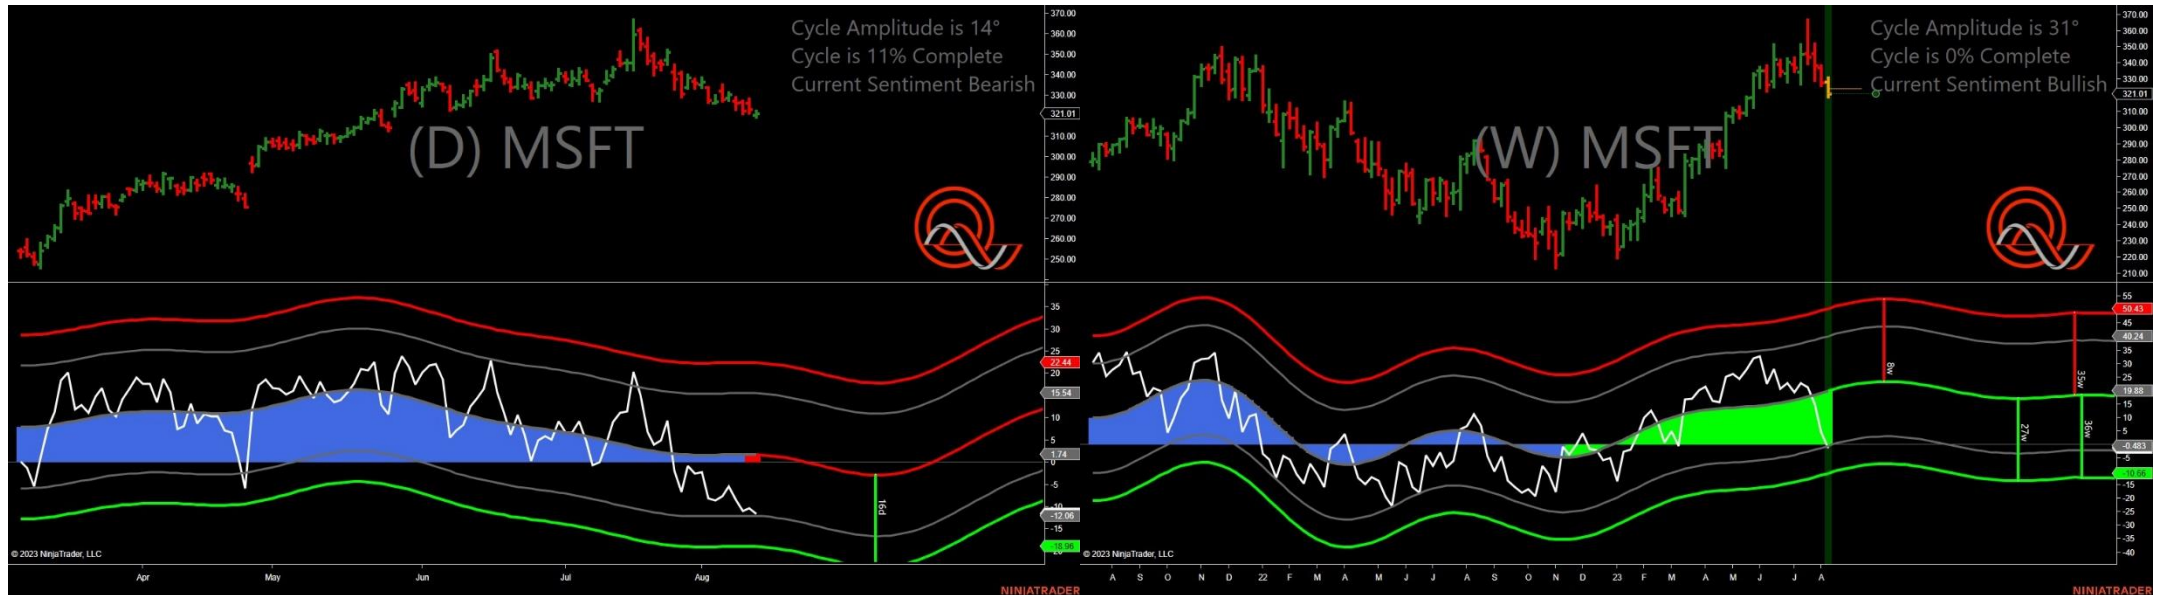 Cycle Amplitude is 14°
Cycle is 11% Complete
Current Sentiment Bearish
(D) MSFT
370.00
360.00
350.00
340.00
330.00
321.01
310.00
300.00
290.00
280.00
270.00
260.00
250.00
35
30
25
22.44
20
15.54
10
5
1.74
0
-5
-10
-12.06
-15
-18.96
16d
© 2023 NinjaTrader, LLC
Apr
May
Jun
Jul
Aug
NINJATRADER
Cycle Amplitude is 31°
Cycle is 0% Complete
Current Sentiment Bullish
(W) MSFT
370.00
360.00
350.00
340.00
330.00
321.01
310.00
300.00
290.00
280.00
270.00
260.00
250.00
240.00
230.00
220.00
210.00
55
50.43
45
40.24
35
30
25
19.88
15
10
5
-0.483
-5
-10.56
-15
-20
-25
-30
-35
-40
8w
35w
27w
36w
© 2023 NinjaTrader, LLC
A S O N D 22 F M A M J J A S O N D 23 F M A M J J A
NINJATRADER